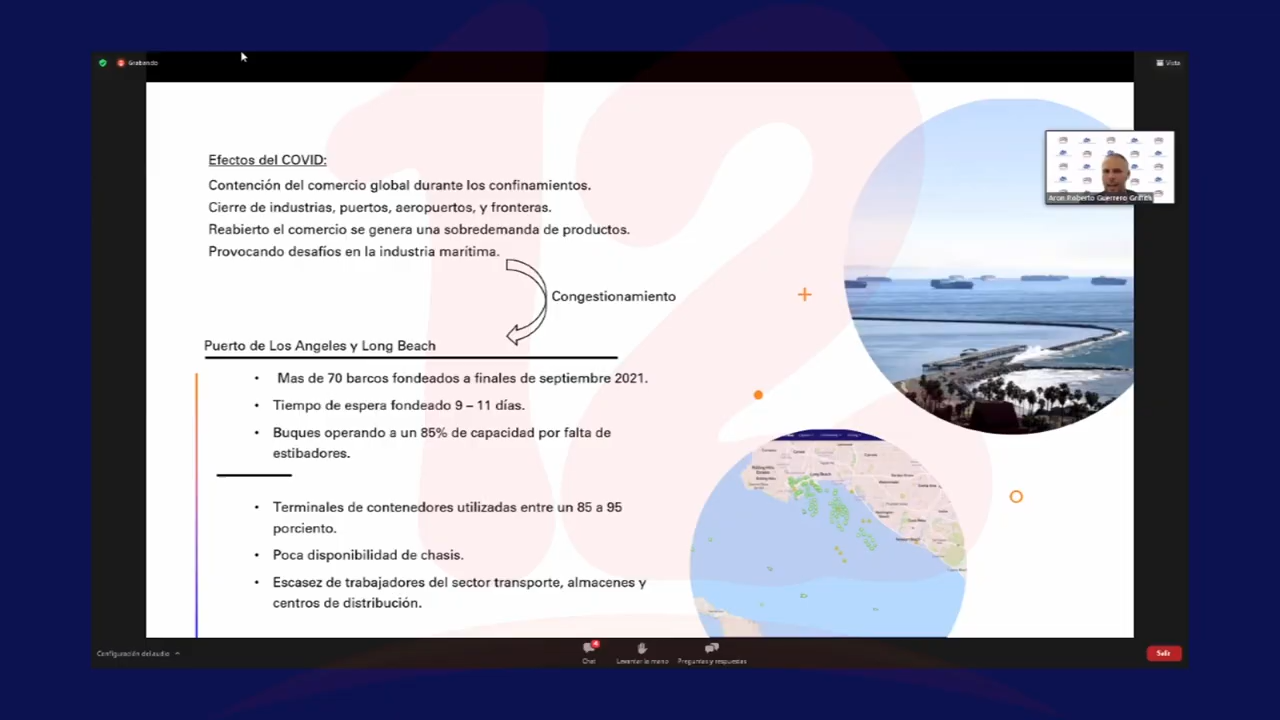 Grabando
Vista
Efectos del COVID:
Contención del comercio global durante los confinamientos.
Cierre de industrias, puertos, aeropuertos, y fronteras.
Reabierto el comercio se genera una sobredemanda de productos.
Provocando desafíos en la industria marítima.
Aron Roberto Guerrero Griffith
Congestionamiento
Puerto de Los Angeles y Long Beach
• Mas de 70 barcos fondeados a finales de septiembre 2021.
• Tiempo de espera fondeado 9 – 11 días.
• Buques operando a un 85% de capacidad por falta de
estibadores.
• Terminales de contenedores utilizadas entre un 85 a 95
porciento.
• Poca disponibilidad de chasis.
• Escasez de trabajadores del sector transporte, almacenes y
centros de distribución.
Long Beach
Configuración del audio
4
Chat
Levantar la mano
Preguntas y respuestas
Salir
12